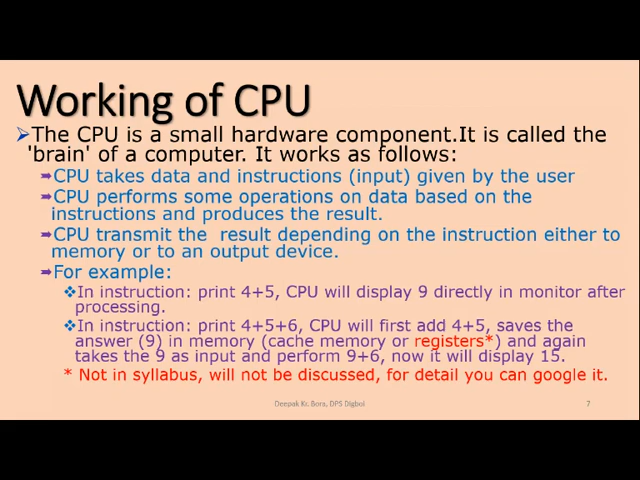 Working of CPU
➢The CPU is a small hardware component.It is called the
'brain' of a computer. It works as follows:
➡CPU takes data and instructions (input) given by the user
➡CPU performs some operations on data based on the
instructions and produces the result.
➡CPU transmit the  result depending on the instruction either to
memory or to an output device.
➡For example:
❖In instruction: print 4+5, CPU will display 9 directly in monitor after
processing.
❖In instruction: print 4+5+6, CPU will first add 4+5, saves the
answer (9) in memory (cache memory or registers*) and again
takes the 9 as input and perform 9+6, now it will display 15.
* Not in syllabus, will not be discussed, for detail you can google it.
Deepak Kr. Bora, DPS Digboi
7